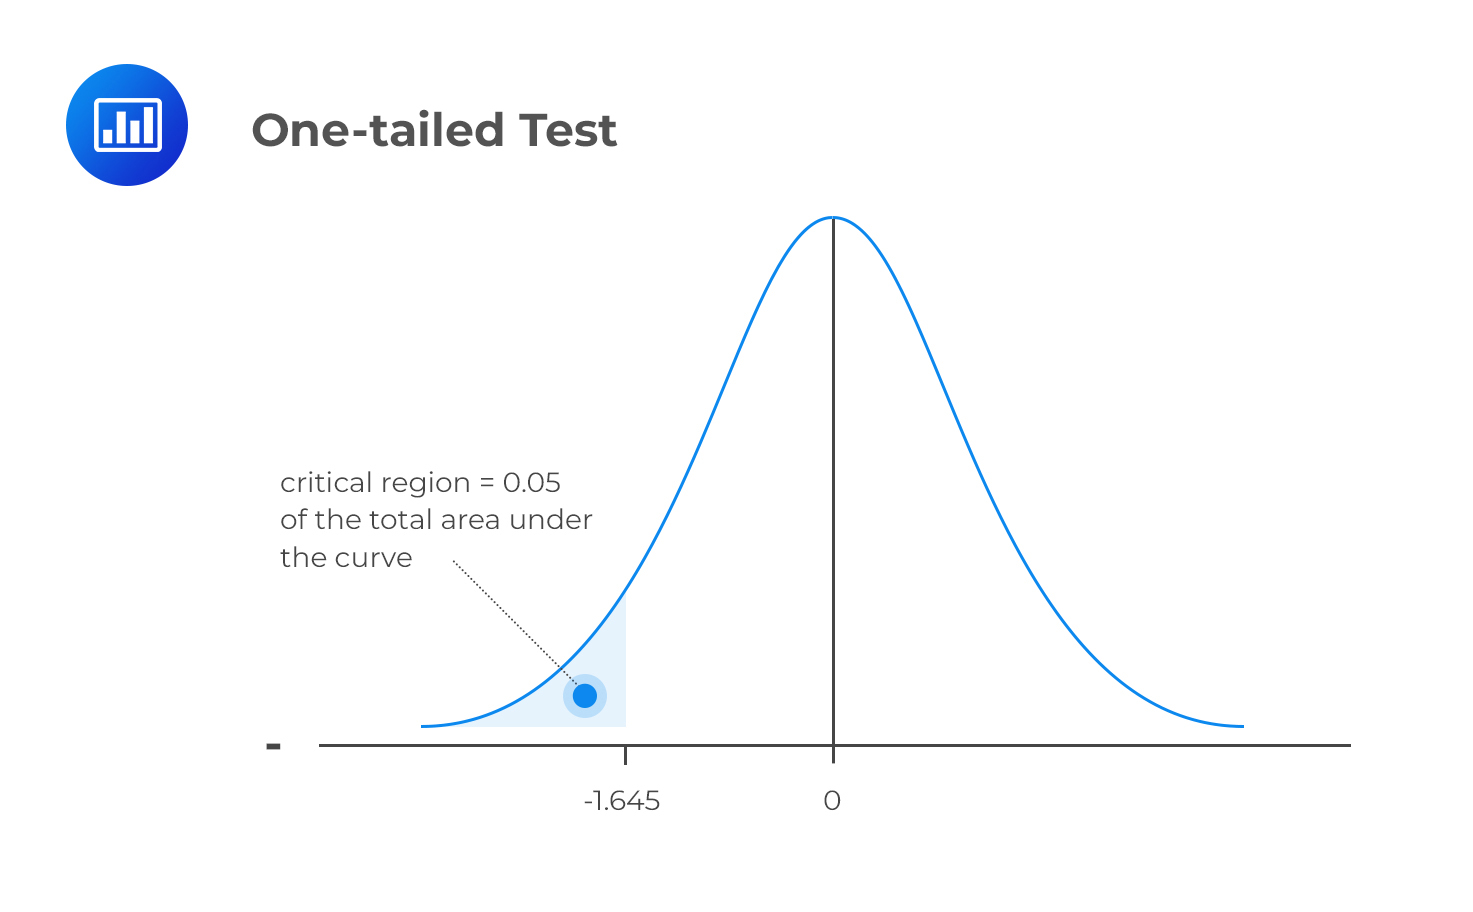 One-tailed Test
critical region = 0.05
of the total area under
the curve
-
-1.645
0